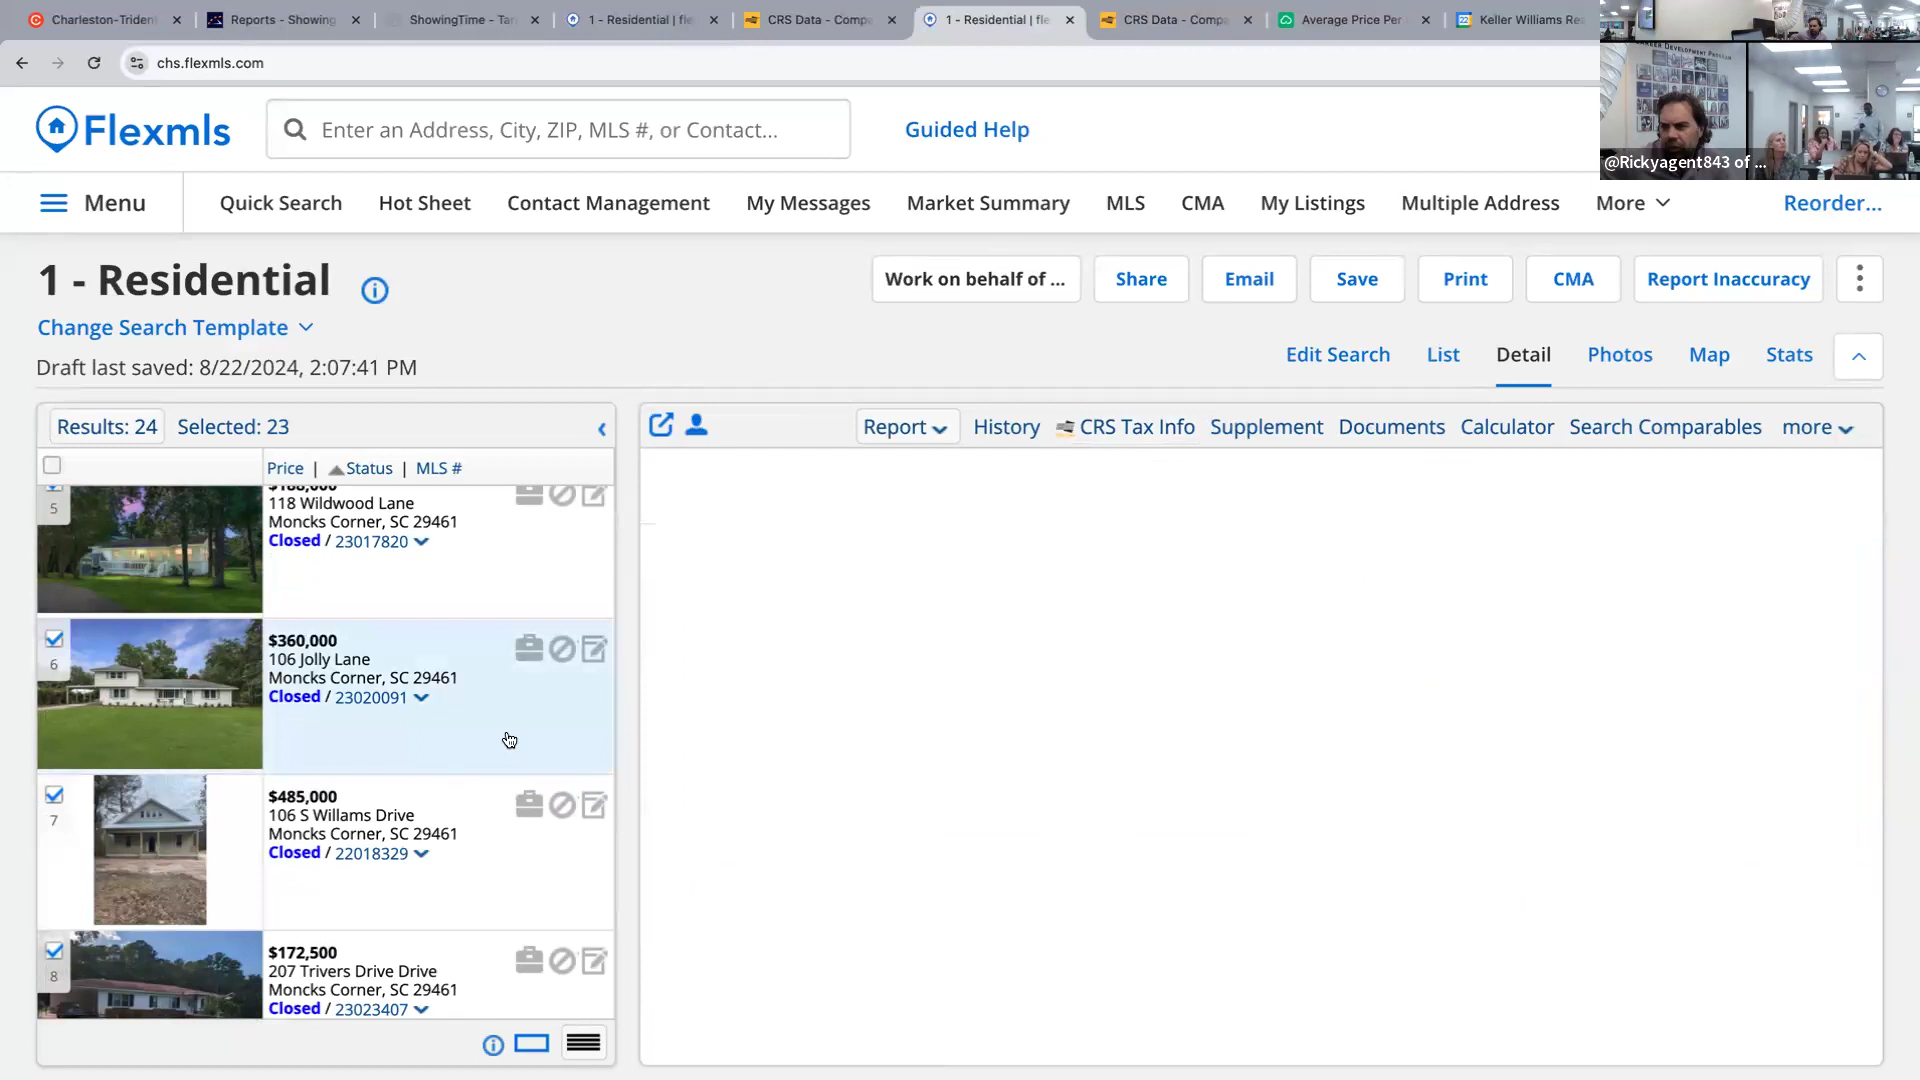 Charleston-Triden
Reports - Showing
ShowingTime - Tan
1 - Residential | fle
CRS Data - Compa
1 - Residential | fle
CRS Data - Compa
Average Price Per
Keller Williams Rea
chs.flexmls.com
Flexmls
Enter an Address, City, ZIP, MLS #, or Contact...
Guided Help
CAREER DEVELOPMENT PROGRAM
@Rickyagent843 of ...
Menu
Quick Search
Hot Sheet
Contact Management
My Messages
Market Summary
MLS
CMA
My Listings
Multiple Address
More
Reorder...
1 - Residential
Work on behalf of ...
Share
Email
Save
Print
CMA
Report Inaccuracy
Change Search Template
Draft last saved: 8/22/2024, 2:07:41 PM
Edit Search
List
Detail
Photos
Map
Stats
Results: 24
Selected: 23
Report
History
CRS Tax Info
Supplement
Documents
Calculator
Search Comparables
more
Price | Status | MLS #
5
118 Wildwood Lane
Moncks Corner, SC 29461
Closed / 23017820
6
$360,000
106 Jolly Lane
Moncks Corner, SC 29461
Closed / 23020091
7
$485,000
106 S Willams Drive
Moncks Corner, SC 29461
Closed / 22018329
8
$172,500
207 Trivers Drive Drive
Moncks Corner, SC 29461
Closed / 23023407